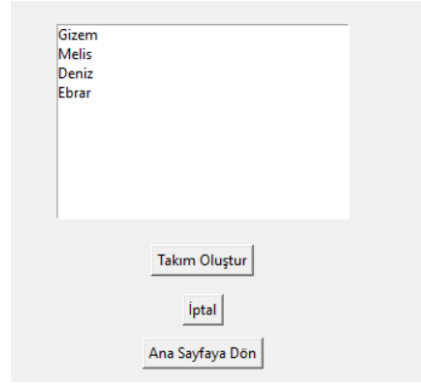 Gizem
Melis
Deniz
Ebrar
Takım Oluştur
İptal
Ana Sayfaya Dön